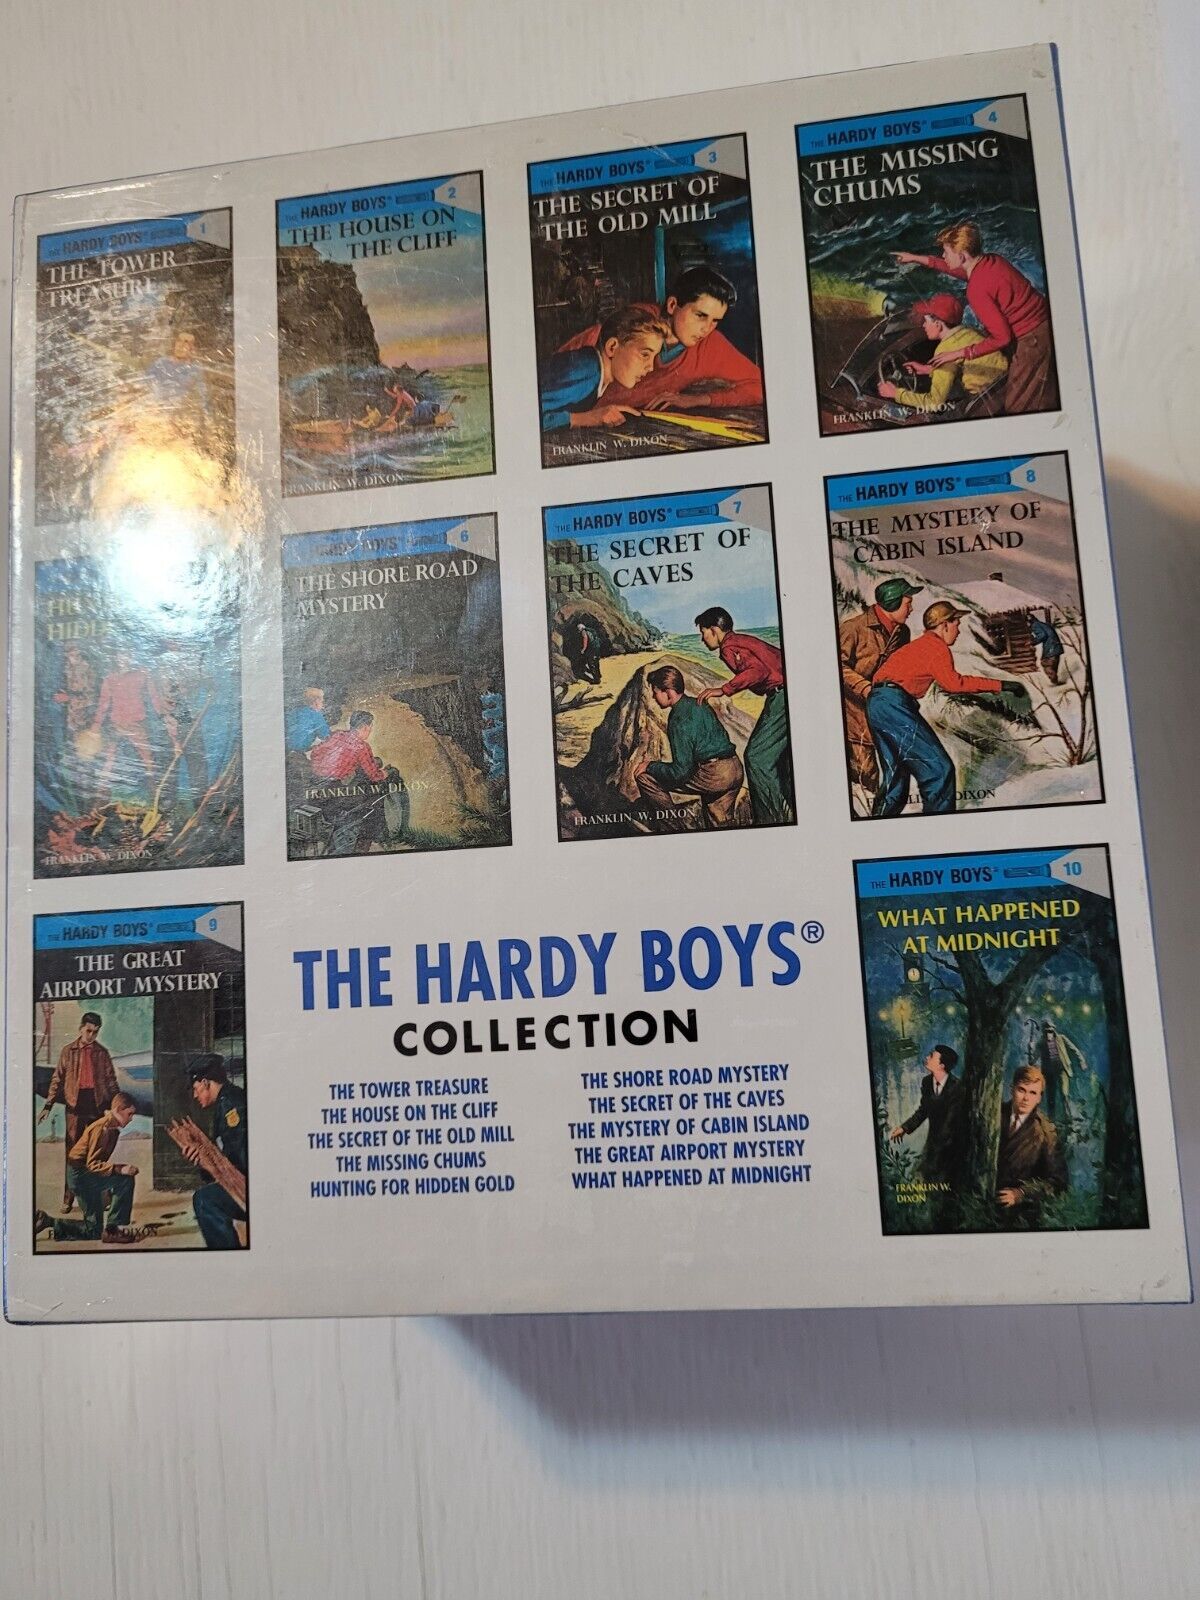 THE HARDY BOYS® 1
THE TOWER
TREASURE
THE HARDY BOYS® 2
THE HOUSE ON
THE CLIFF
FRANKLIN W. DIXON
THE HARDY BOYS® 3
THE SECRET OF
THE OLD MILL
FRANKLIN W. DIXON
THE HARDY BOYS® 4
THE MISSING
CHUMS
FRANKLIN W. DIXON
FRANKLIN W. DIXON
HARDY BOYS® 6
THE SHORE ROAD
MYSTERY
FRANKLIN W. DIXON
THE HARDY BOYS® 7
THE SECRET OF
THE CAVES
FRANKLIN W. DIXON
THE HARDY BOYS® 8
THE MYSTERY OF
CABIN ISLAND
FRANKLIN W. DIXON
THE HARDY BOYS® 9
THE GREAT
AIRPORT MYSTERY
FRANKLIN W. DIXON
THE HARDY BOYS®
COLLECTION
THE TOWER TREASURE
THE HOUSE ON THE CLIFF
THE SECRET OF THE OLD MILL
THE MISSING CHUMS
HUNTING FOR HIDDEN GOLD
THE SHORE ROAD MYSTERY
THE SECRET OF THE CAVES
THE MYSTERY OF CABIN ISLAND
THE GREAT AIRPORT MYSTERY
WHAT HAPPENED AT MIDNIGHT
THE HARDY BOYS® 10
WHAT HAPPENED
AT MIDNIGHT
FRANKLIN W.
DIXON